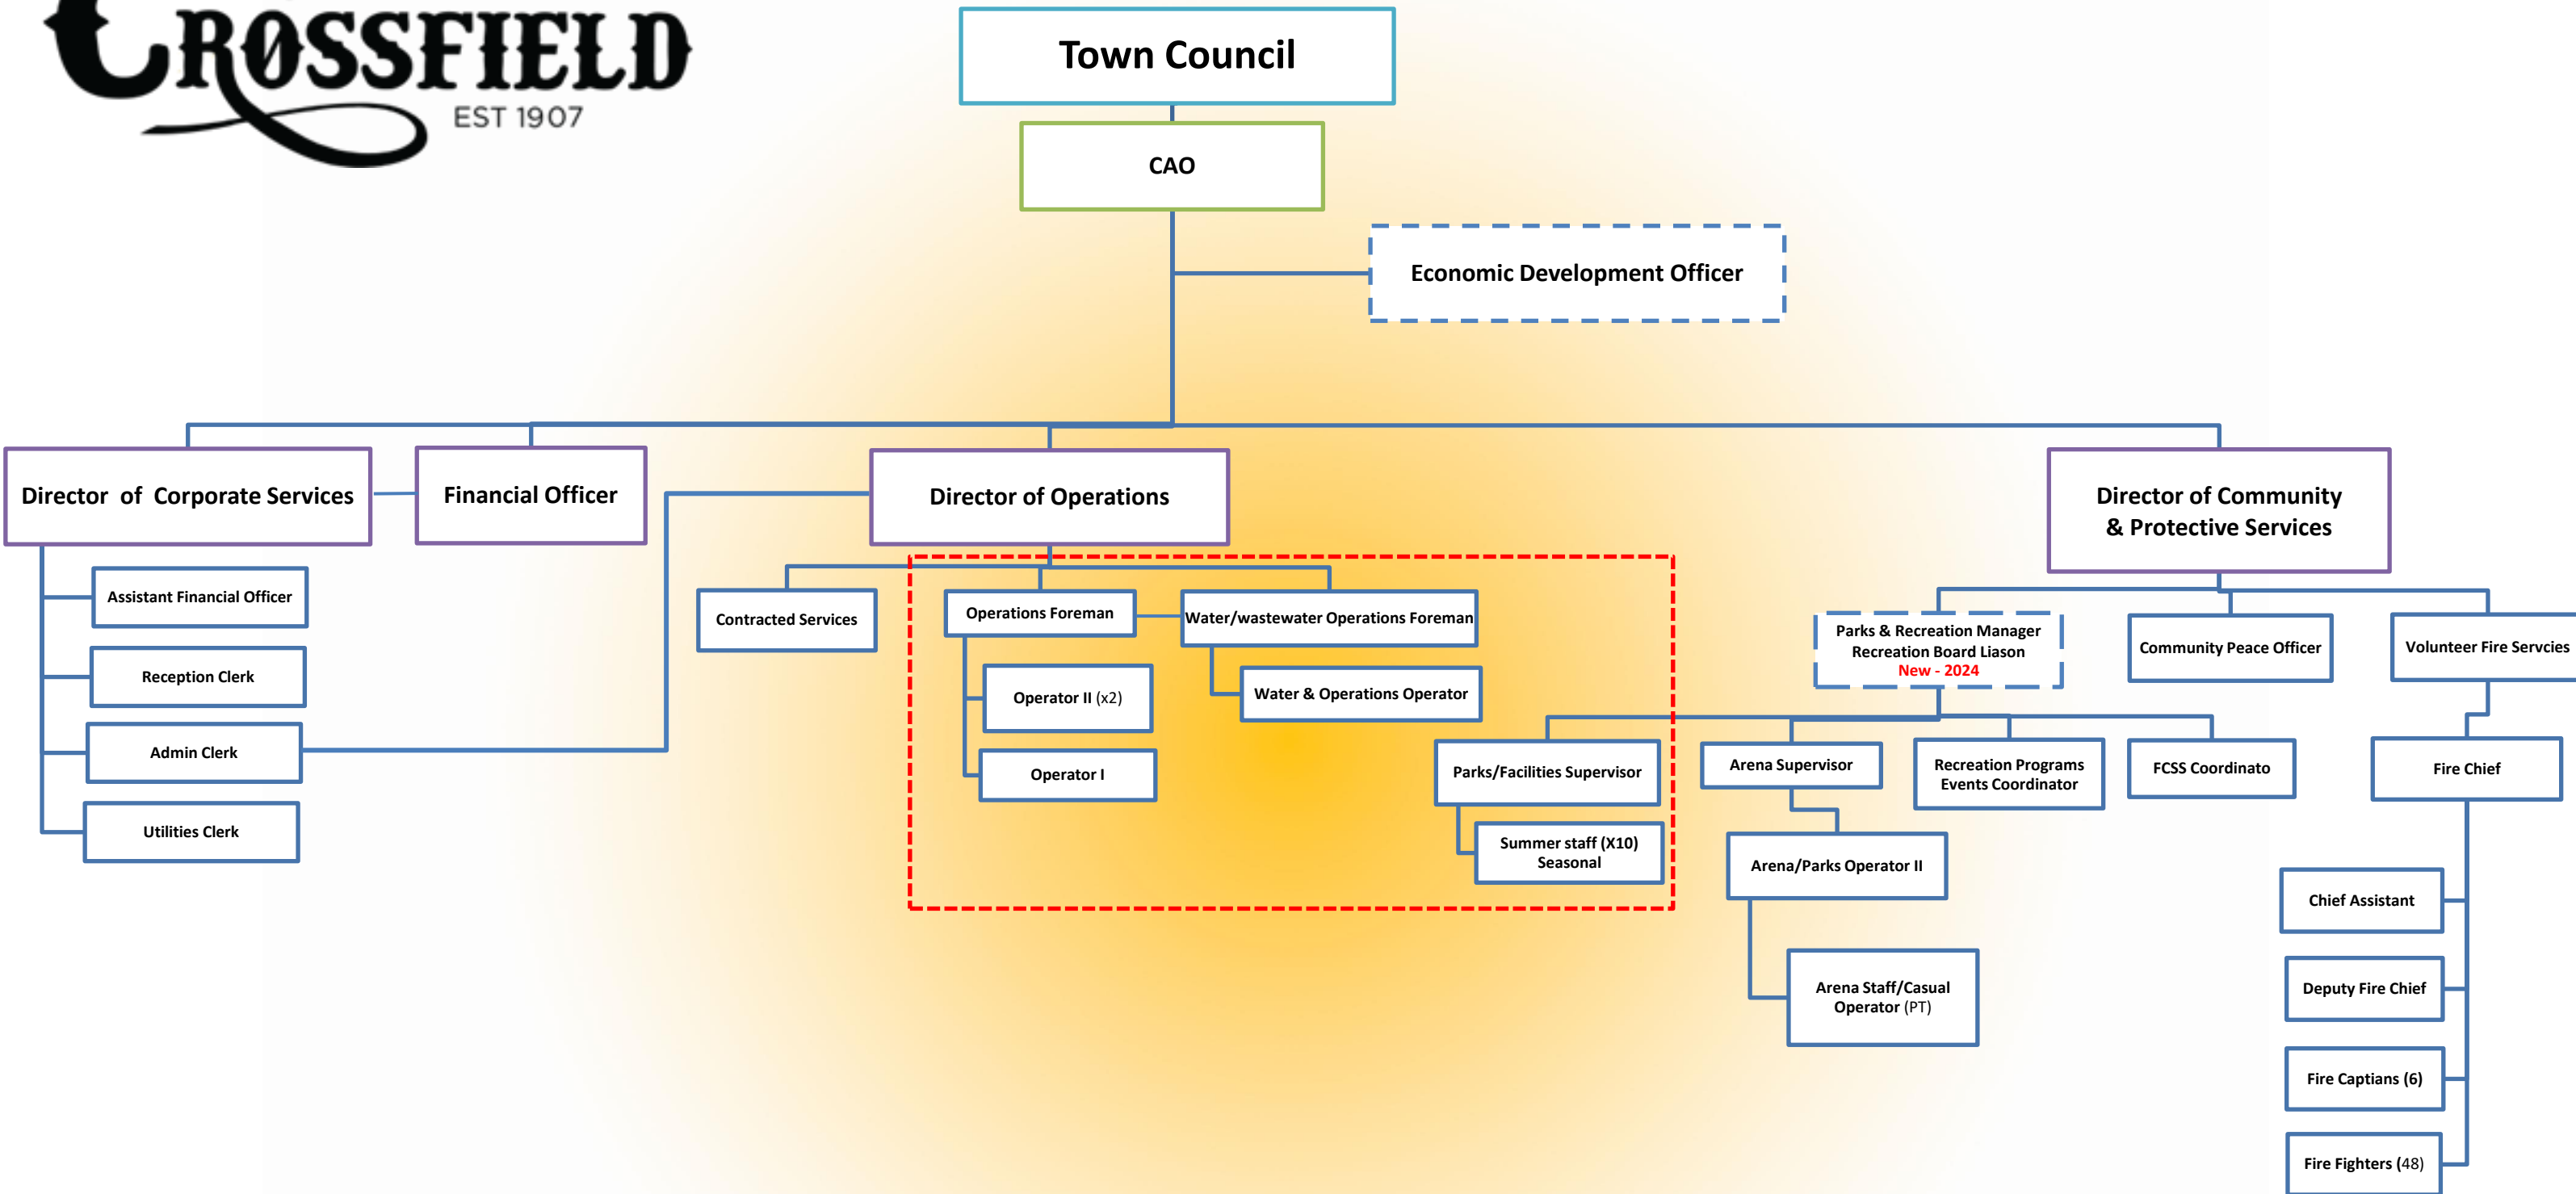 CROSSFIELD
EST 1907
Town Council
CAO
Economic Development Officer
Director of Corporate Services
Financial Officer
Director of Operations
Director of Community
& Protective Services
Assistant Financial Officer
Reception Clerk
Admin Clerk
Utilities Clerk
Contracted Services
Operations Foreman
Water/wastewater Operations Foreman
Operator II (x2)
Water & Operations Operator
Operator I
Parks & Recreation Manager
Recreation Board Liason
New - 2024
Community Peace Officer
Volunteer Fire Servcies
Parks/Facilities Supervisor
Summer staff (X10)
Seasonal
Arena Supervisor
Recreation Programs
Events Coordinator
FCSS Coordinato
Fire Chief
Arena/Parks Operator II
Arena Staff/Casual
Operator (PT)
Chief Assistant
Deputy Fire Chief
Fire Captians (6)
Fire Fighters (48)